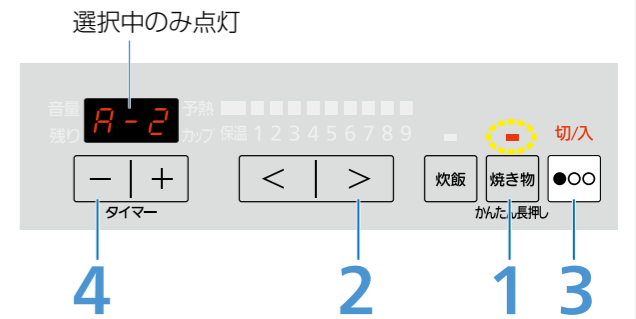 選択中のみ点灯
音量 A-2 予熱
残り カップ 保温 1 2 3 4 5 6 7 8 9 切/入
− + < > 炊飯 焼き物
タイマー かんたん長押し
4 2 1 3